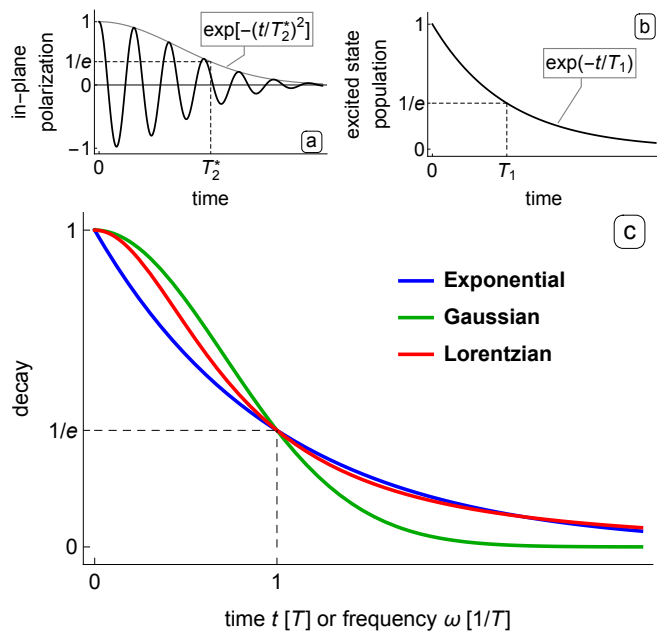 1
exp[−(t/T₂*)²]
1/e
0
−1
in−plane
polarization
a
0
T₂*
time
b
1
exp(−t/T₁)
1/e
0
excited state
population
0
T₁
time
c
1
Exponential
Gaussian
Lorentzian
decay
1/e
0
0
1
time t [T] or frequency ω [1/T]